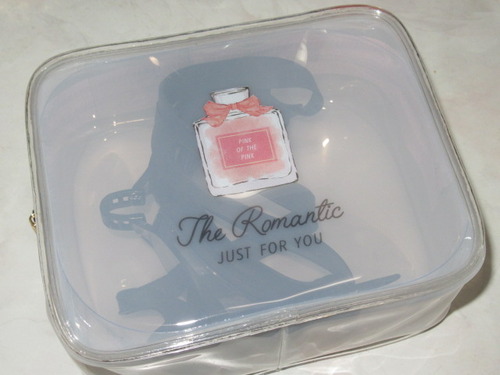 PINK
OF THE
PINK
The Romantic
JUST FOR YOU